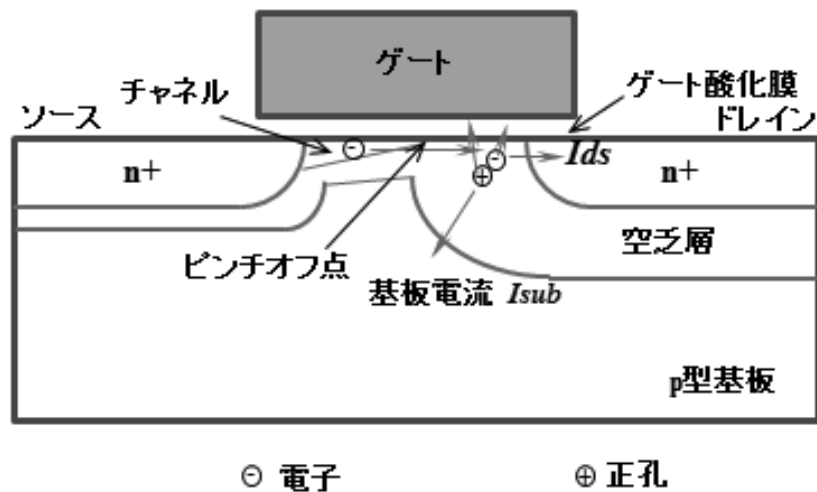 ゲート
チャネル
ゲート酸化膜
ソース
ドレイン
n+
Ids
n+
空乏層
ピンチオフ点
基板電流 Isub
p型基板
電子
正孔